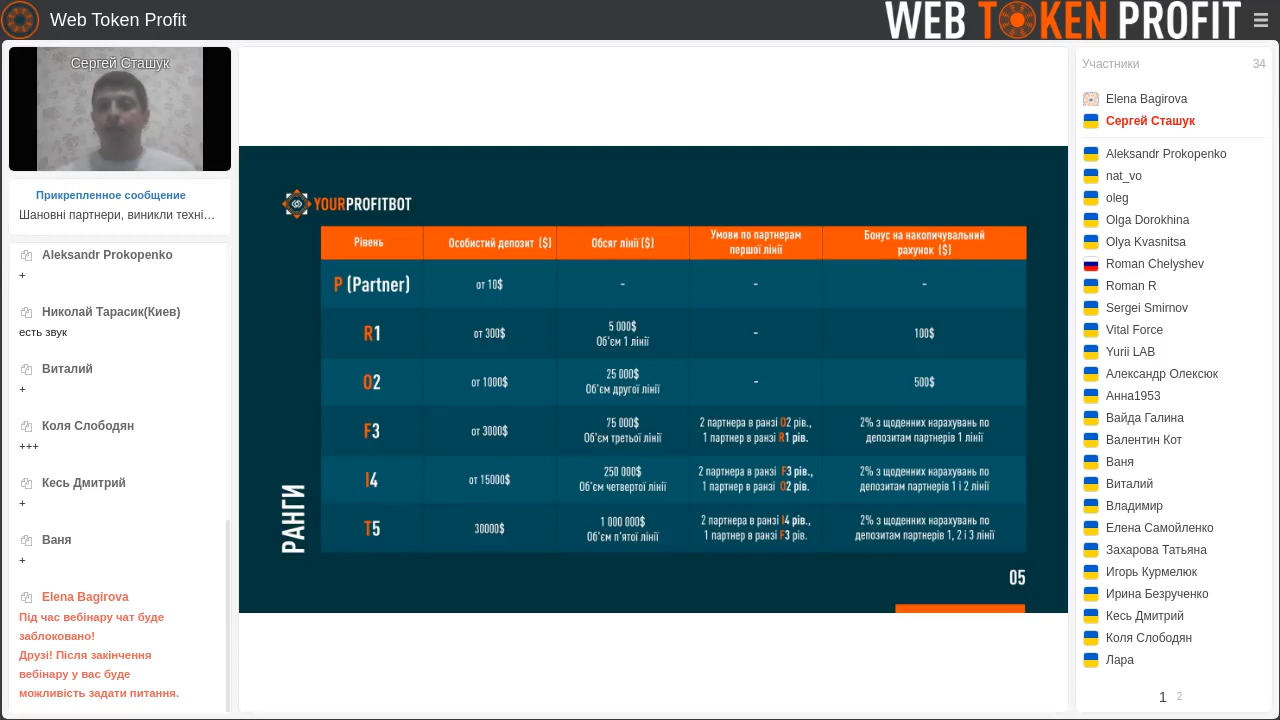 Web Token Profit
WEB TOKEN PROFIT
Сергей Сташук
Прикрепленное сообщение
Шановні партнери, виникли техні…
Aleksandr Prokopenko
+
Николай Тарасик(Киев)
есть звук
Виталий
+
Коля Слободян
+++
Кесь Дмитрий
+
Ваня
+
Elena Bagirova
Під час вебінару чат буде
заблоковано!
Друзі! Після закінчення
вебінару у вас буде
можливість задати питання.
YOURPROFITBOT
РАНГИ
Рівень
Особистий депозит ($)
Обсяг лінії ($)
Умови по партнерам
першої лінії
Бонус на накопичувальний
рахунок ($)
P (Partner)
от 10$
-
-
-
R1
от 300$
5 000$
Об'єм 1 лінії
-
100$
O2
от 1000$
25 000$
Об'єм другої лінії
-
500$
F3
от 3000$
75 000$
Об'єм третьої лінії
2 партнера в ранзі O2 рів.,
1 партнер в ранзі R1 рів.
2% з щоденних нарахувань по
депозитам партнерів 1 лінії
I4
от 15000$
250 000$
Об'єм четвертої лінії
2 партнера в ранзі F3 рів.,
1 партнер в ранзі O2 рів.
2% з щоденних нарахувань по
депозитам партнерів 1 і 2 лінії
T5
30000$
1 000 000$
Об'єм п'ятої лінії
2 партнера в ранзі I4 рів.,
1 партнер в ранзі F3 рів.
2% з щоденних нарахувань по
депозитам партнерів 1, 2 і 3 лінії
05
Участники 34
Elena Bagirova
Сергей Сташук
Aleksandr Prokopenko
nat_vo
oleg
Olga Dorokhina
Olya Kvasnitsa
Roman Chelyshev
Roman R
Sergei Smirnov
Vital Force
Yurii LAB
Александр Олексюк
Анна1953
Вайда Галина
Валентин Кот
Ваня
Виталий
Владимир
Елена Самойленко
Захарова Татьяна
Игорь Курмелюк
Ирина Безрученко
Кесь Дмитрий
Коля Слободян
Лара
1 2